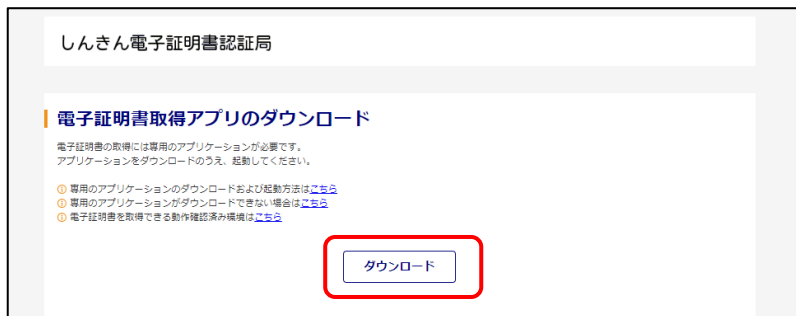 しんきん電子証明書認証局
電子証明書取得アプリのダウンロード
電子証明書の取得には専用のアプリケーションが必要です。
アプリケーションをダウンロードのうえ、起動してください。
① 専用のアプリケーションのダウンロードおよび起動方法はこちら
① 専用のアプリケーションがダウンロードできない場合はこちら
① 電子証明書を取得できる動作確認済み環境はこちら
ダウンロード